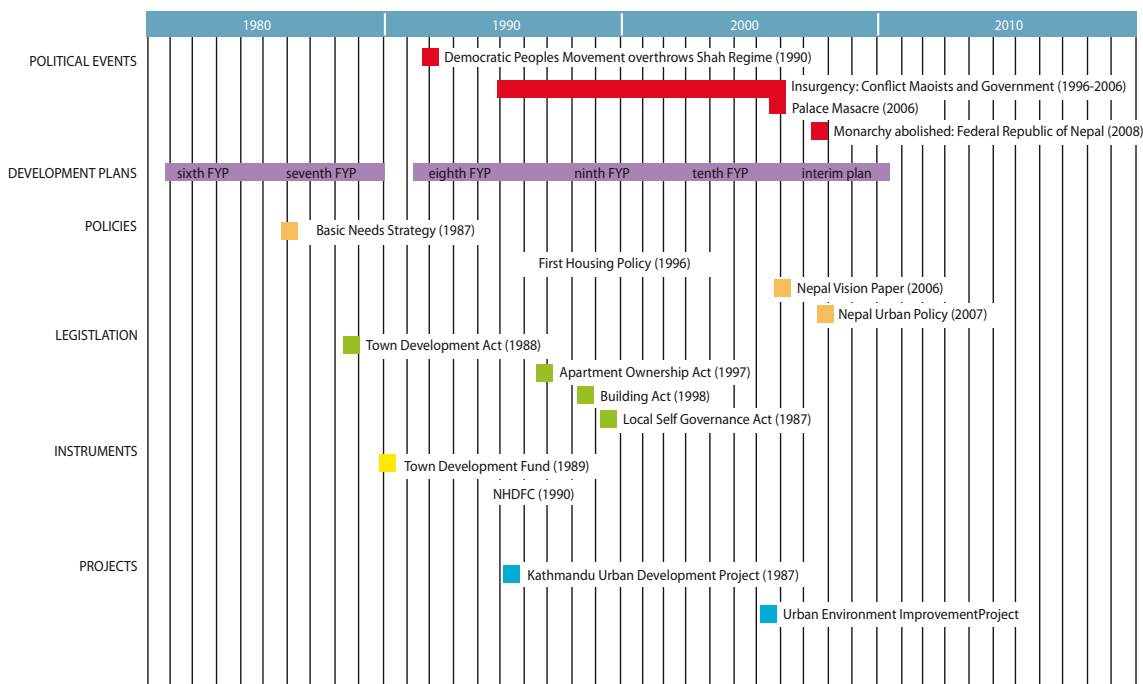 1980 1990 2000 2010
POLITICAL EVENTS
Democratic Peoples Movement overthrows Shah Regime (1990)
Insurgency: Conflict Maoists and Government (1996-2006)
Palace Masacre (2006)
Monarchy abolished: Federal Republic of Nepal (2008)
DEVELOPMENT PLANS
sixth FYP seventh FYP eighth FYP ninth FYP tenth FYP interim plan
POLICIES
Basic Needs Strategy (1987)
First Housing Policy (1996)
Nepal Vision Paper (2006)
Nepal Urban Policy (2007)
LEGISTLATION
Town Development Act (1988)
Apartment Ownership Act (1997)
Building Act (1998)
Local Self Governance Act (1987)
INSTRUMENTS
Town Development Fund (1989)
NHDFC (1990)
PROJECTS
Kathmandu Urban Development Project (1987)
Urban Environment ImprovementProject